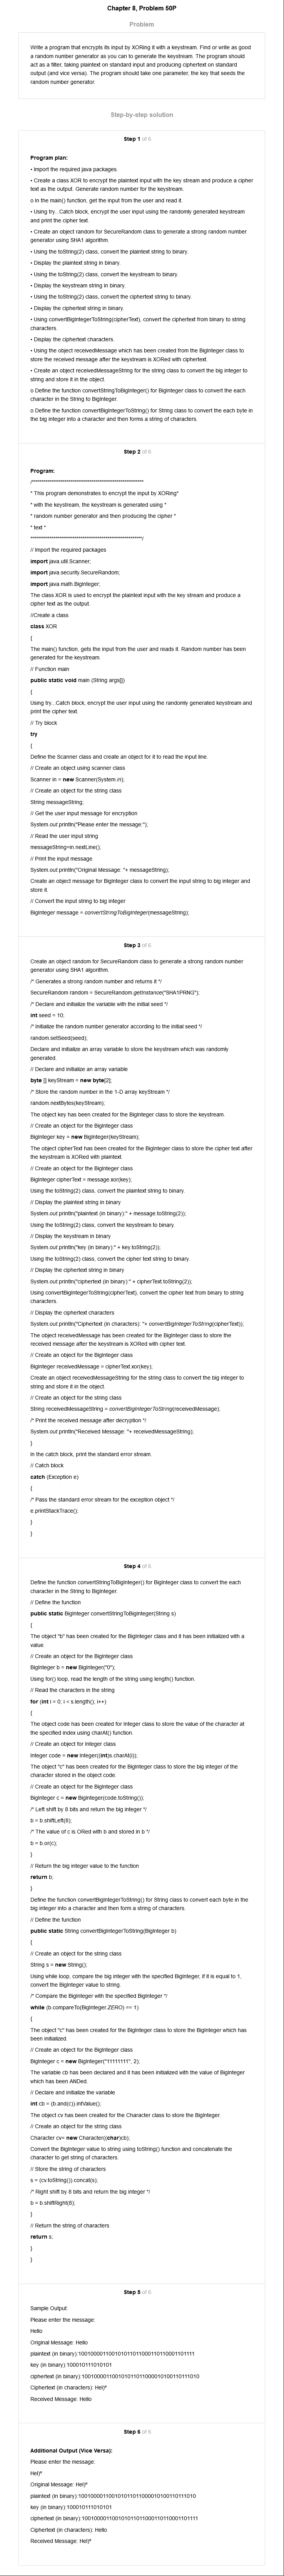 Chapter 8, Problem 50P
Problem
Write a program that encrypts its input by XORing it with a keystream. Find or write as good
a random number generator as you can to generate the keystream. The program should
act as a filter, taking plaintext on standard input and producing ciphertext on standard
output (and vice versa). The program should take one parameter, the key that seeds the
random number generator.
Step-by-step solution
Step 1 of 6
Program plan:
• Import the required java packages.
• Create a class XOR to encrypt the plaintext input with the key stream and produce a cipher
text as the output. Generate random number for the keystream.
o In the main() function, get the input from the user and read it.
• Using try...Catch block, encrypt the user input using the randomly generated keystream
and print the cipher text.
• Create an object random for SecureRandom class to generate a strong random number
generator using SHA1 algorithm.
• Using the toString(2) class, convert the plaintext string to binary.
• Display the plaintext string in binary.
• Using the toString(2) class, convert the keystream to binary.
• Display the keystream string in binary.
• Using the toString(2) class, convert the ciphertext string to binary.
• Display the ciphertext string in binary.
• Using convertBigIntegerToString(cipherText), convert the ciphertext from binary to string
characters.
• Display the ciphertext characters.
• Using the object receivedMessage which has been created from the BigInteger class to
store the received message after the keystream is XORed with ciphertext.
• Create an object receivedMessageString for the string class to convert the big integer to
string and store it in the object.
o Define the function convertStringToBigInteger() for BigInteger class to convert the each
character in the String to BigInteger.
o Define the function convertBigIntegerToString() for String class to convert the each byte in
the big integer into a character and then forms a string of characters.
Step 2 of 6
Program:
* This program demonstrates to encrypt the input by XORing*
* with the keystream, the keystream is generated using *
* random number generator and then producing the cipher *
* text *
// Import the required packages
import java.util.Scanner;
import java.security.SecureRandom;
import java.math.BigInteger;
The class XOR is used to encrypt the plaintext input with the key stream and produce a
cipher text as the output.
//Create a class
class XOR
{
The main() function, gets the input from the user and reads it. Random number has been
generated for the keystream.
// Function main
public static void main (String args[])
{
Using try...Catch block, encrypt the user input using the randomly generated keystream and
print the cipher text.
// Try block
try
{
Define the Scanner class and create an object for it to read the input line.
// Create an object using scanner class
Scanner in = new Scanner(System.in);
// Create an object for the string class
String messageString;
// Get the user input message for encryption
System.out.println("Please enter the message:");
// Read the user input string
messageString=in.nextLine();
// Print the input message
System.out.println("Original Message: "+ messageString);
Create an object message for BigInteger class to convert the input string to big integer and
store it.
// Convert the input string to big integer
BigInteger message = convertStringToBigInteger(messageString);
Step 3 of 6
Create an object random for SecureRandom class to generate a strong random number
generator using SHA1 algorithm.
/* Generates a strong random number and returns it */
SecureRandom random = SecureRandom.getInstance("SHA1PRNG");
/* Declare and initialize the variable with the initial seed */
int seed = 10;
/* Initialize the random number generator according to the initial seed */
random.setSeed(seed);
Declare and initialize an array variable to store the keystream which was randomly
generated.
// Declare and initialize an array variable
byte [] keyStream = new byte[2];
/* Store the random number in the 1-D array keyStream */
random.nextBytes(keyStream);
The object key has been created for the BigInteger class to store the keystream.
// Create an object for the BigInteger class
BigInteger key = new BigInteger(keyStream);
The object cipherText has been created for the BigInteger class to store the cipher text after
the keystream is XORed with plaintext.
// Create an object for the BigInteger class
BigInteger cipherText = message.xor(key);
Using the toString(2) class, convert the plaintext string to binary.
// Display the plaintext string in binary
System.out.println("plaintext (in binary):" + message.toString(2));
Using the toString(2) class, convert the keystream to binary.
// Display the keystream in binary
System.out.println("key (in binary):" + key.toString(2));
Using the toString(2) class, convert the cipher text string to binary.
// Display the ciphertext string in binary
System.out.println("ciphertext (in binary):" + cipherText.toString(2));
Using convertBigIntegerToString(cipherText), convert the cipher text from binary to string
characters.
// Display the ciphertext characters
System.out.println("Ciphertext (in characters): "+ convertBigIntegerToString(cipherText));
The object receivedMessage has been created for the BigInteger class to store the
received message after the keystream is XORed with cipher text.
// Create an object for the BigInteger class
BigInteger receivedMessage = cipherText.xor(key);
Create an object receivedMessageString for the string class to convert the big integer to
string and store it in the object.
// Create an object for the string class
String receivedMessageString = convertBigIntegerToString(receivedMessage);
/* Print the received message after decryption */
System.out.println("Received Message: "+ receivedMessageString);
}
In the catch block, print the standard error stream.
// Catch block
catch (Exception e)
{
/* Pass the standard error stream for the exception object */
e.printStackTrace();
}
}
Step 4 of 6
Define the function convertStringToBigInteger() for BigInteger class to convert the each
character in the String to BigInteger.
// Define the function
public static BigInteger convertStringToBigInteger(String s)
{
The object "b" has been created for the BigInteger class and it has been initialized with a
value.
// Create an object for the BigInteger class
BigInteger b = new BigInteger("0");
Using for() loop, read the length of the string using length() function.
// Read the characters in the string
for (int i = 0; i < s.length(); i++)
{
The object code has been created for Integer class to store the value of the character at
the specified index using charAt() function.
// Create an object for Integer class
Integer code = new Integer((int)s.charAt(i));
The object "c" has been created for the BigInteger class to store the big integer of the
character stored in the object code.
// Create an object for the BigInteger class
BigInteger c = new BigInteger(code.toString());
/* Left shift by 8 bits and return the big integer */
b = b.shiftLeft(8);
/* The value of c is ORed with b and stored in b */
b = b.or(c);
}
// Return the big integer value to the function
return b;
}
Define the function convertBigIntegerToString() for String class to convert each byte in the
big integer into a character and then form a string of characters.
// Define the function
public static String convertBigIntegerToString(BigInteger b)
{
// Create an object for the string class
String s = new String();
Using while loop, compare the big integer with the specified BigInteger, if it is equal to 1,
convert the BigInteger value to string.
/* Compare the BigInteger with the specified BigInteger */
while (b.compareTo(BigInteger.ZERO) == 1)
{
The object "c" has been created for the BigInteger class to store the BigInteger which has
been initialized.
// Create an object for the BigInteger class
BigInteger c = new BigInteger("11111111", 2);
The variable cb has been declared and it has been initialized with the value of BigInteger
which has been ANDed.
// Declare and initialize the variable
int cb = (b.and(c)).intValue();
The object cv has been created for the Character class to store the BigInteger.
// Create an object for the string class
Character cv= new Character((char)cb);
Convert the BigInteger value to string using toString() function and concatenate the
character to get string of characters.
// Store the string of characters
s = (cv.toString()).concat(s);
/* Right shift by 8 bits and return the big integer */
b = b.shiftRight(8);
}
// Return the string of characters
return s;
}
}
Step 5 of 6
Sample Output:
Please enter the message:
Hello
Original Message: Hello
plaintext (in binary):100100001100101011011000110110001101111
key (in binary):100010111010101
ciphertext (in binary):100100001100101011011000010100110111010
Ciphertext (in characters): Hel)º
Received Message: Hello
Step 6 of 6
Additional Output (Vice Versa):
Please enter the message:
Hel)º
Original Message: Hel)º
plaintext (in binary):100100001100101011011000010100110111010
key (in binary):100010111010101
ciphertext (in binary):100100001100101011011000110110001101111
Ciphertext (in characters): Hello
Received Message: Hel)º